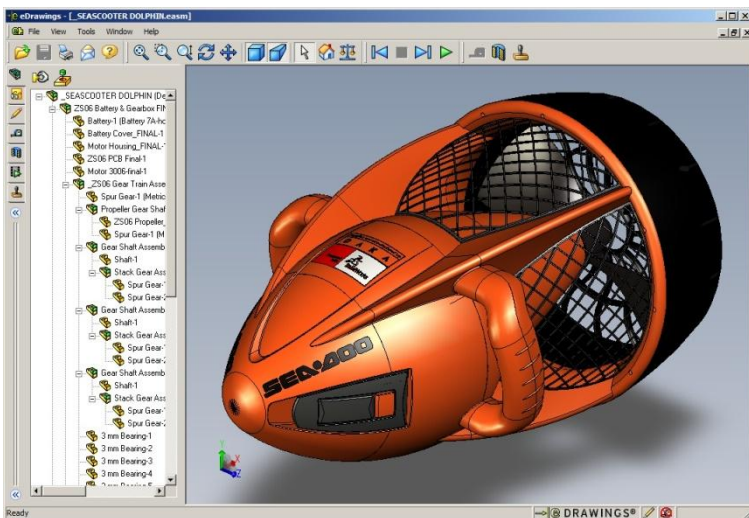 eDrawings - [_SEASCOOTER DOLPHIN.easm]
File View Tools Window Help
_SEASCOOTER DOLPHIN (De
ZS06 Battery & Gearbox FIN
Battery-1 (Battery 7A-ho
Battery Cover_FINAL-1
Motor Housing_FINAL-
ZS06 PCB Final-1
Motor 3006-final-1
_ZS06 Gear Train Asse
Spur Gear-1 (Metric
Propeller Gear Shaf
ZS06 Propeller_
Spur Gear-1 (M
Gear Shaft Assemb
Shaft-1
Stack Gear Ass
Spur Gear-
Spur Gear-
Gear Shaft Assemb
Shaft-1
Stack Gear Ass
Spur Gear-
Spur Gear-
Gear Shaft Assemb
Shaft-1
Stack Gear Ass
Spur Gear-
Spur Gear-
3 mm Bearing-1
3 mm Bearing-2
3 mm Bearing-3
3 mm Bearing-4
DAKA
SEA•400
Y
X
Z
Ready
DRAWINGS®